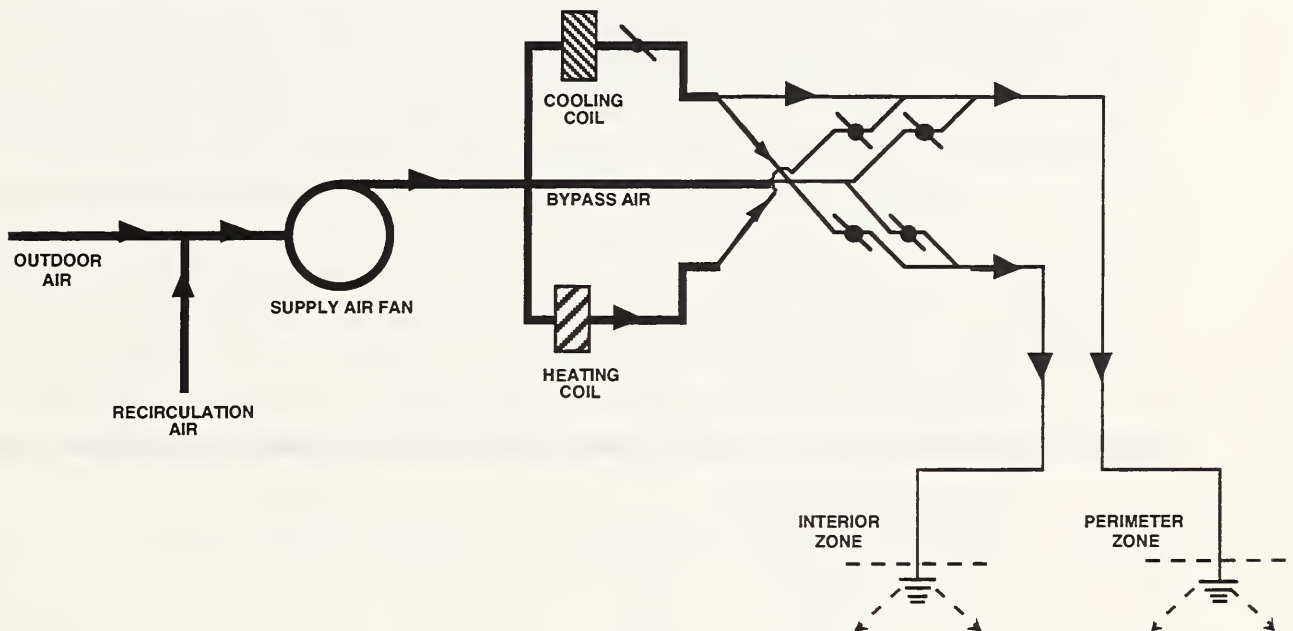 COOLING
COIL
BYPASS AIR
OUTDOOR
AIR
SUPPLY AIR FAN
HEATING
COIL
RECIRCULATION
AIR
INTERIOR
ZONE
PERIMETER
ZONE